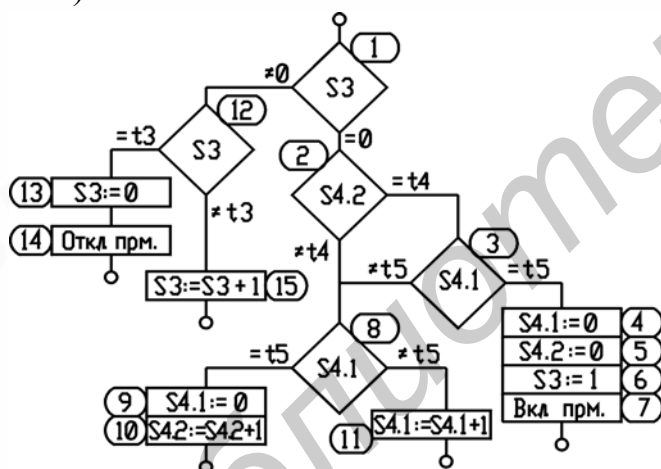 1
≠0
S3
12
=0
=t3
S3
2
S4.2
=t4
13
S3:=0
≠t3
14
Откл прм.
≠t4
3
≠t5
S4.1
=t5
S3:=S3+1
15
8
S4.1:=0
4
S4.2:=0
5
=t5
S4.1
≠t5
S3:=1
6
Вкл прм.
7
9
S4.1:=0
10
S4.2:=S4.2+1
11
S4.1:=S4.1+1